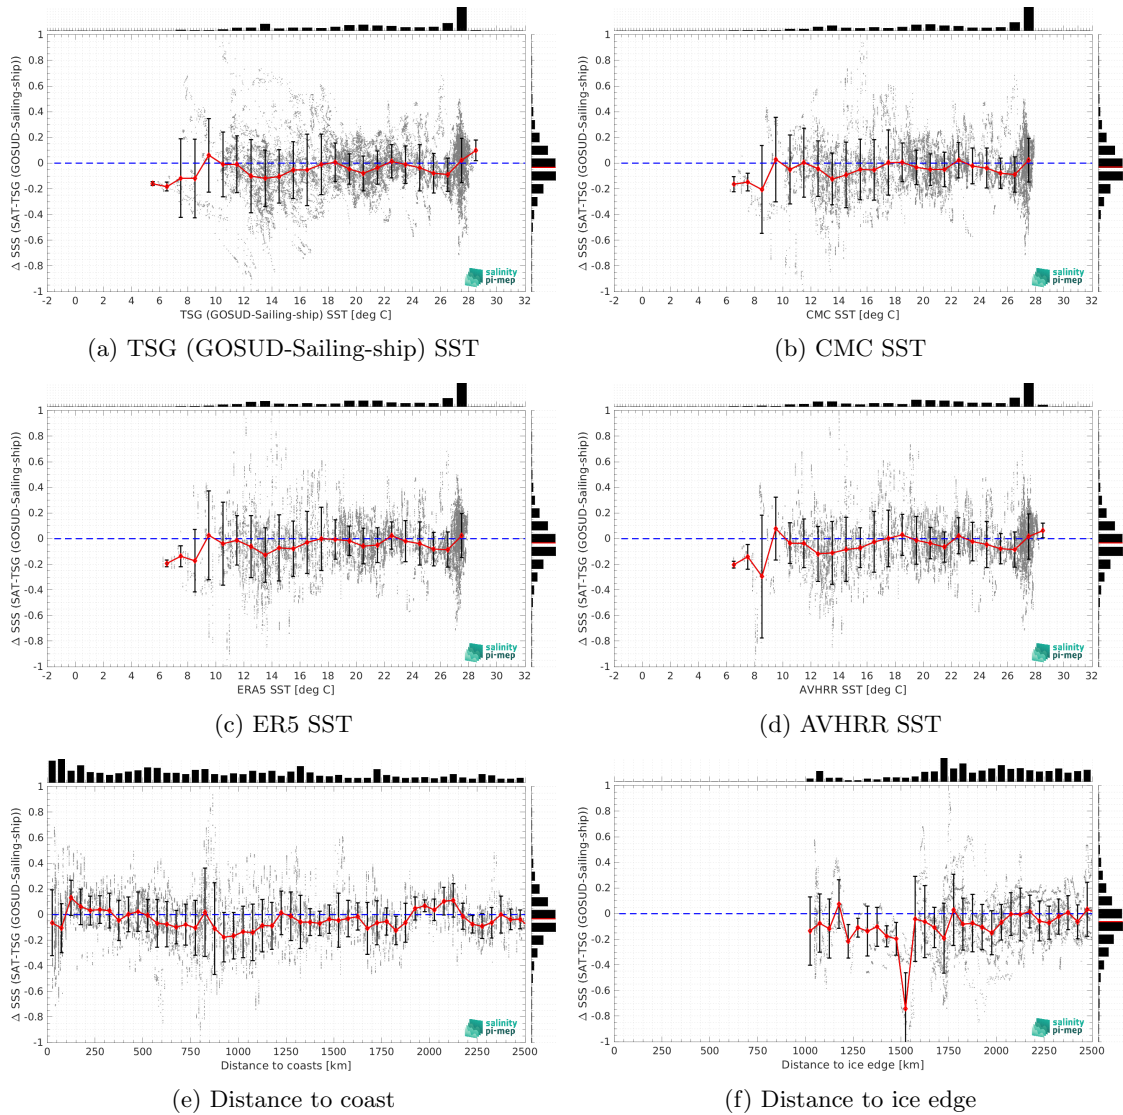 1
0.8
0.6
0.4
0.2
0
-0.2
-0.4
-0.6
-0.8
-1
Δ SSS (SAT-TSG (GOSUD-Sailing-ship))
-2 0 2 4 6 8 10 12 14 16 18 20 22 24 26 28 30 32
TSG (GOSUD-Sailing-ship) SST [deg C]
salinity
pi-mep
(a) TSG (GOSUD-Sailing-ship) SST
1
0.8
0.6
0.4
0.2
0
-0.2
-0.4
-0.6
-0.8
-1
Δ SSS (SAT-TSG (GOSUD-Sailing-ship))
-2 0 2 4 6 8 10 12 14 16 18 20 22 24 26 28 30 32
CMC SST [deg C]
salinity
pi-mep
(b) CMC SST
1
0.8
0.6
0.4
0.2
0
-0.2
-0.4
-0.6
-0.8
-1
Δ SSS (SAT-TSG (GOSUD-Sailing-ship))
-2 0 2 4 6 8 10 12 14 16 18 20 22 24 26 28 30 32
ERA5 SST [deg C]
salinity
pi-mep
(c) ER5 SST
1
0.8
0.6
0.4
0.2
0
-0.2
-0.4
-0.6
-0.8
-1
Δ SSS (SAT-TSG (GOSUD-Sailing-ship))
-2 0 2 4 6 8 10 12 14 16 18 20 22 24 26 28 30 32
AVHRR SST [deg C]
salinity
pi-mep
(d) AVHRR SST
1
0.8
0.6
0.4
0.2
0
-0.2
-0.4
-0.6
-0.8
-1
Δ SSS (SAT-TSG (GOSUD-Sailing-ship))
0 250 500 750 1000 1250 1500 1750 2000 2250 2500
Distance to coasts [km]
salinity
pi-mep
(e) Distance to coast
1
0.8
0.6
0.4
0.2
0
-0.2
-0.4
-0.6
-0.8
-1
Δ SSS (SAT-TSG (GOSUD-Sailing-ship))
0 250 500 750 1000 1250 1500 1750 2000 2250 2500
Distance to ice edge [km]
salinity
pi-mep
(f) Distance to ice edge